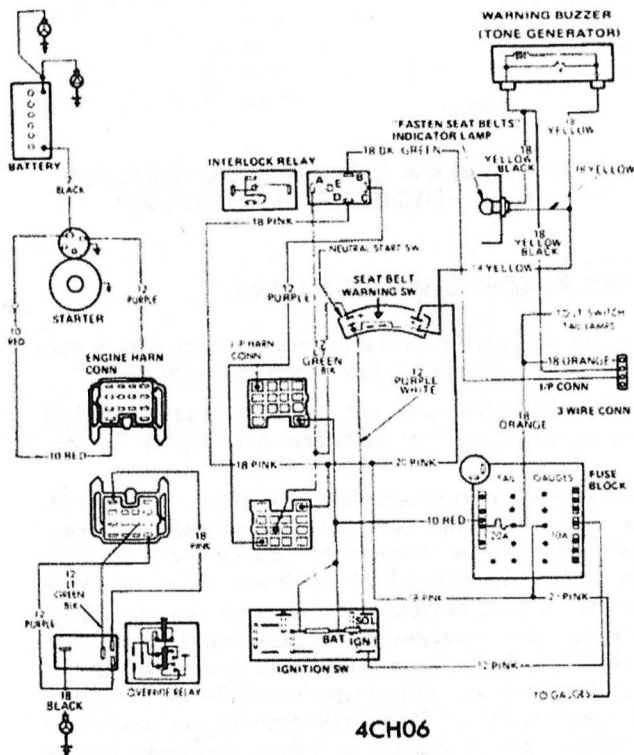 WARNING BUZZER
(TONE GENERATOR)
"FASTEN SEAT BELTS"
INDICATOR LAMP
18
YELLOW
18
YELLOW
BLACK
18 YELLOW
18
YELLOW
BLACK
18 YELLOW
BATTERY
BLACK
INTERLOCK RELAY
18 DK GREEN
A
B
E
D
C
18 PINK
NEUTRAL START SW
SEAT BELT
WARNING SW
12
PURPLE
12
PURPLE
STARTER
10
RED
ENGINE HARN
CONN
I-P HARN
CONN
12
LT
GREEN
BLK
12
PURPLE
WHITE
TO LT SWITCH
TAIL LAMPS
18 ORANGE
I/P CONN
3 WIRE CONN
18
ORANGE
10 RED
18 PINK
20 PINK
TAIL
GAUGES
FUSE
BLOCK
10 RED
20A
10A
18
PINK
12
LT
GREEN
BLK
12
PURPLE
18 PINK
PINK
SOL
BAT
IGN
IGNITION SW
12 PINK
TO GAUGES
OVERRIDE RELAY
18
BLACK
4CH06